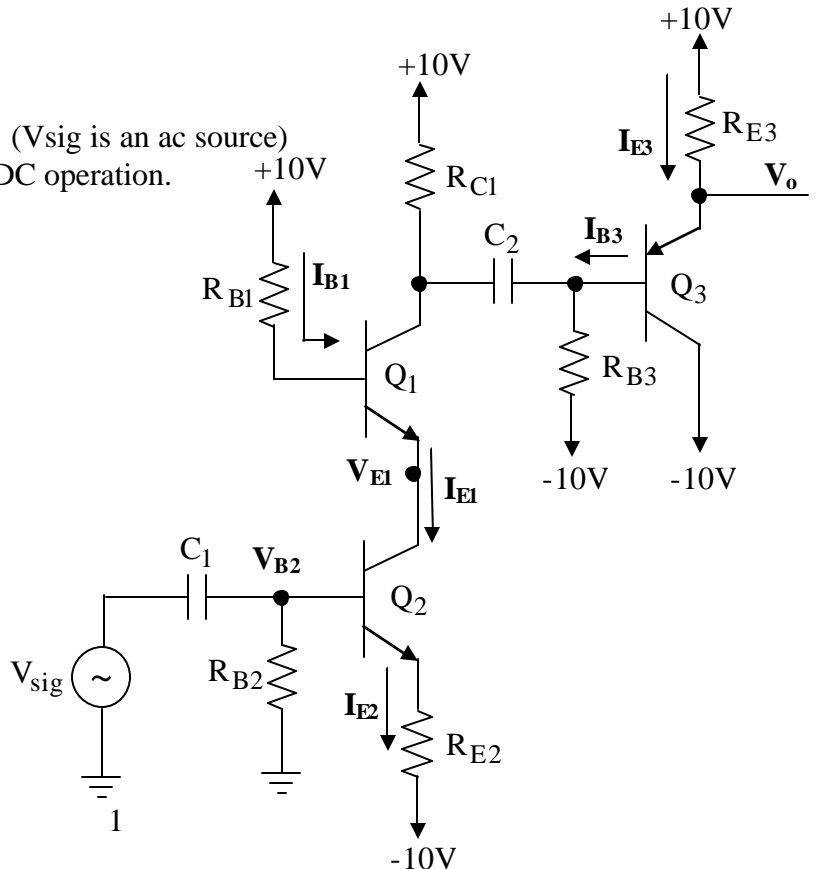 +10V
+10V
(Vsig is an ac source)
I_E3
R_E3
DC operation.
+10V
R_C1
V_o
C_2
I_B3
R_B1
I_B1
Q_3
Q_1
R_B3
V_E1
I_E1
-10V
-10V
C_1
V_B2
Q_2
V_sig
~
R_B2
I_E2
R_E2
1
-10V